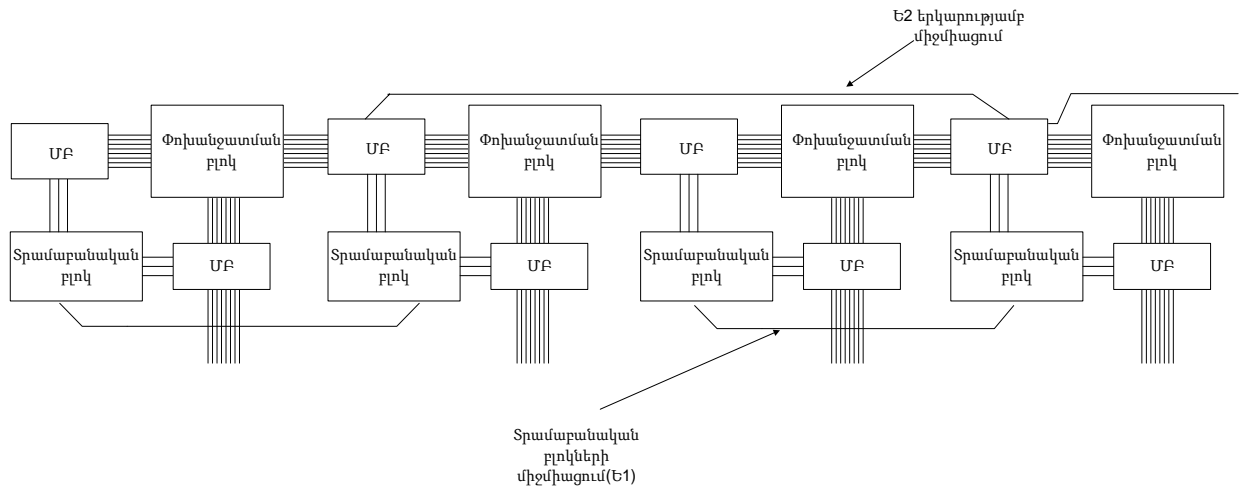 Ե2 երկարությամբ
միջմիացում
ՄԲ
Փոխանջատման
բլոկ
ՄԲ
Փոխանջատման
բլոկ
ՄԲ
Փոխանջատման
բլոկ
ՄԲ
Փոխանջատման
բլոկ
Տրամաբանական
բլոկ
ՄԲ
Տրամաբանական
բլոկ
ՄԲ
Տրամաբանական
բլոկ
ՄԲ
Տրամաբանական
բլոկ
ՄԲ
Տրամաբանական
բլոկների
միջմիացում(Ե1)